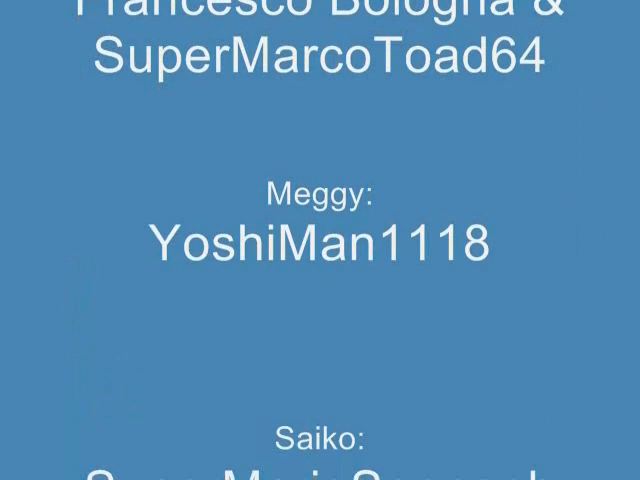 Francesco Bologna &
SuperMarcoToad64
Meggy:
YoshiMan1118
Saiko: